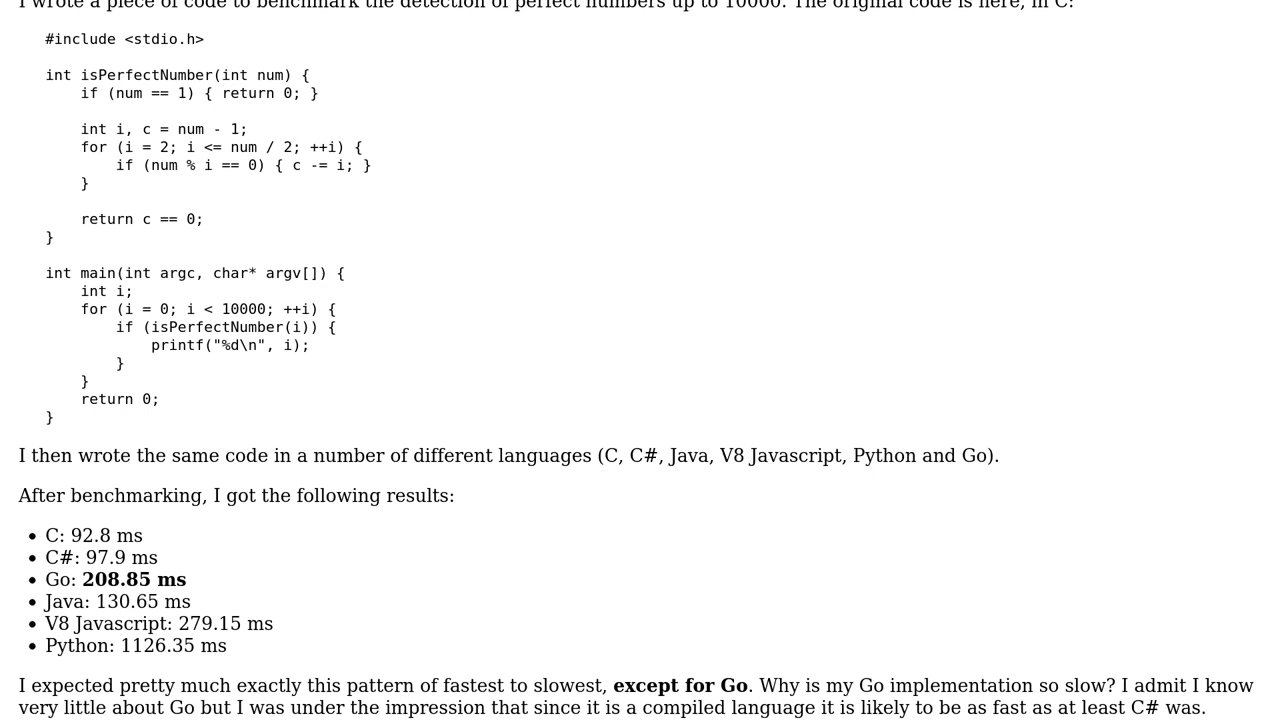 I wrote a piece of code to benchmark the detection of perfect numbers up to 10000. The original code is here, in C:
#include <stdio.h>
int isPerfectNumber(int num) {
    if (num == 1) { return 0; }
    int i, c = num - 1;
    for (i = 2; i <= num / 2; ++i) {
        if (num % i == 0) { c -= i; }
    }
    return c == 0;
}
int main(int argc, char* argv[]) {
    int i;
    for (i = 0; i < 10000; ++i) {
        if (isPerfectNumber(i)) {
            printf("%d\n", i);
        }
    }
    return 0;
}
I then wrote the same code in a number of different languages (C, C#, Java, V8 Javascript, Python and Go).
After benchmarking, I got the following results:
• C: 92.8 ms
• C#: 97.9 ms
• Go: 208.85 ms
• Java: 130.65 ms
• V8 Javascript: 279.15 ms
• Python: 1126.35 ms
I expected pretty much exactly this pattern of fastest to slowest, except for Go. Why is my Go implementation so slow? I admit I know
very little about Go but I was under the impression that since it is a compiled language it is likely to be as fast as at least C# was.